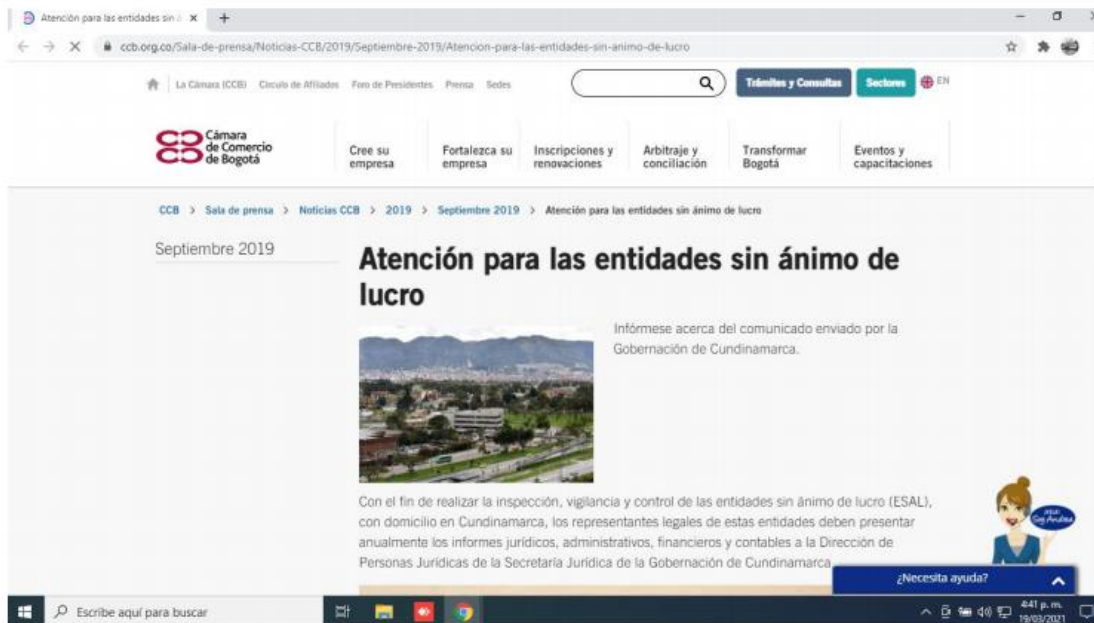 Atención para las entidades sin á
ccb.org.co/Sala-de-prensa/Noticias-CCB/2019/Septiembre-2019/Atencion-para-las-entidades-sin-animo-de-lucro
La Cámara (CCB) Círculo de Afiliados Foro de Presidentes Prensa Sedes
Trámites y Consultas
Sectores
EN
Cámara
de Comercio
de Bogotá
Cree su
empresa
Fortalezca su
empresa
Inscripciones y
renovaciones
Arbitraje y
conciliación
Transformar
Bogotá
Eventos y
capacitaciones
CCB > Sala de prensa > Noticias CCB > 2019 > Septiembre 2019 > Atención para las entidades sin ánimo de lucro
Septiembre 2019
Atención para las entidades sin ánimo de
lucro
Infórmese acerca del comunicado enviado por la
Gobernación de Cundinamarca.
Con el fin de realizar la inspección, vigilancia y control de las entidades sin ánimo de lucro (ESAL),
con domicilio en Cundinamarca, los representantes legales de estas entidades deben presentar
anualmente los informes jurídicos, administrativos, financieros y contables a la Dirección de
Personas Jurídicas de la Secretaría Jurídica de la Gobernación de Cundinamarca
Soy Andrea
¿Necesita ayuda?
Escribe aquí para buscar
4:41 p. m.
19/03/2021